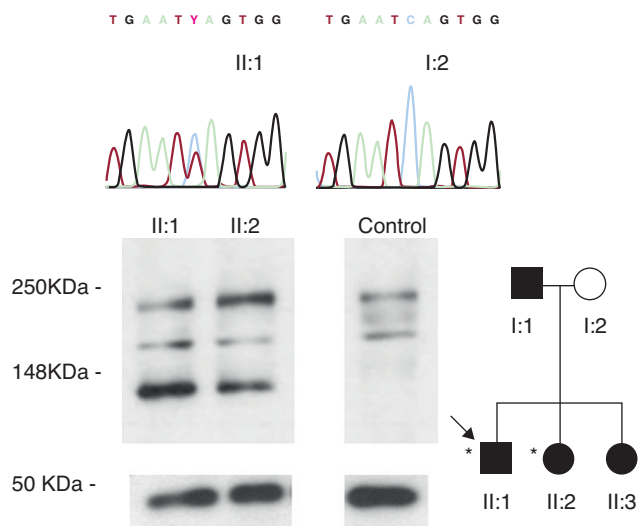 T G A A T Y A G T G G
T G A A T C A G T G G
II:1
I:2
II:1 II:2 Control
250KDa -
148KDa -
50 KDa -
I:1 I:2
* *
II:1 II:2 II:3